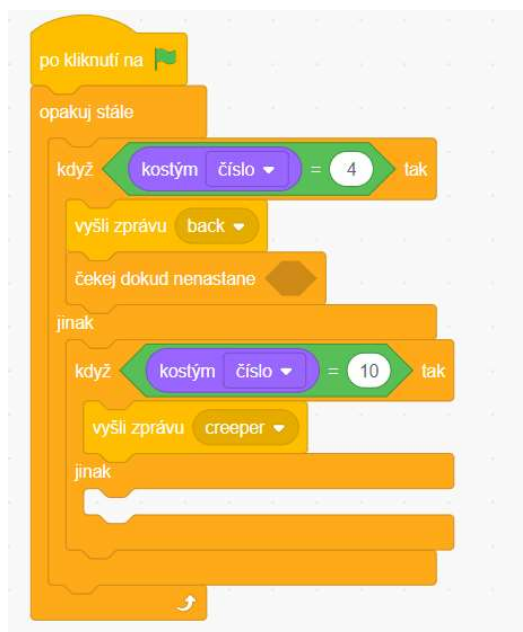 po kliknutí na
opakuj stále
když kostým číslo = 4 tak
vyšli zprávu back
čekej dokud nenastane
jinak
když kostým číslo = 10 tak
vyšli zprávu creeper
jinak